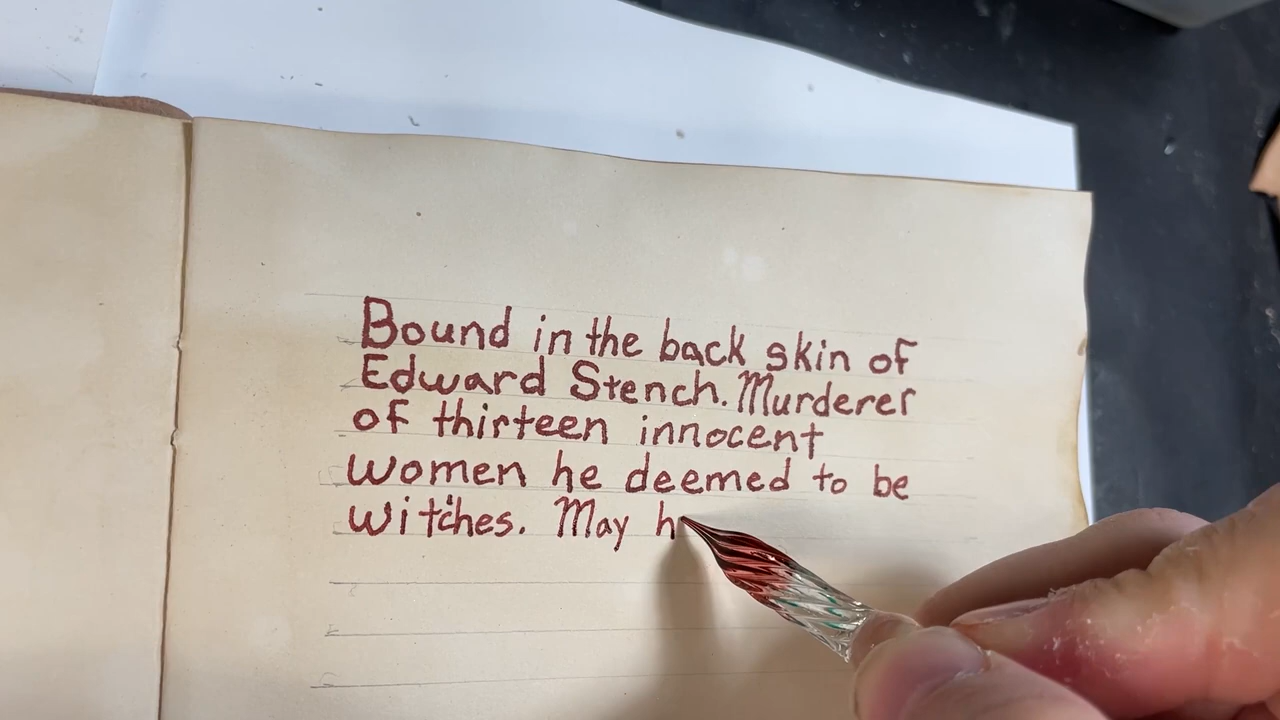 Bound in the back skin of
Edward Stench. Murderer
of thirteen innocent
women he deemed to be
witches. May h